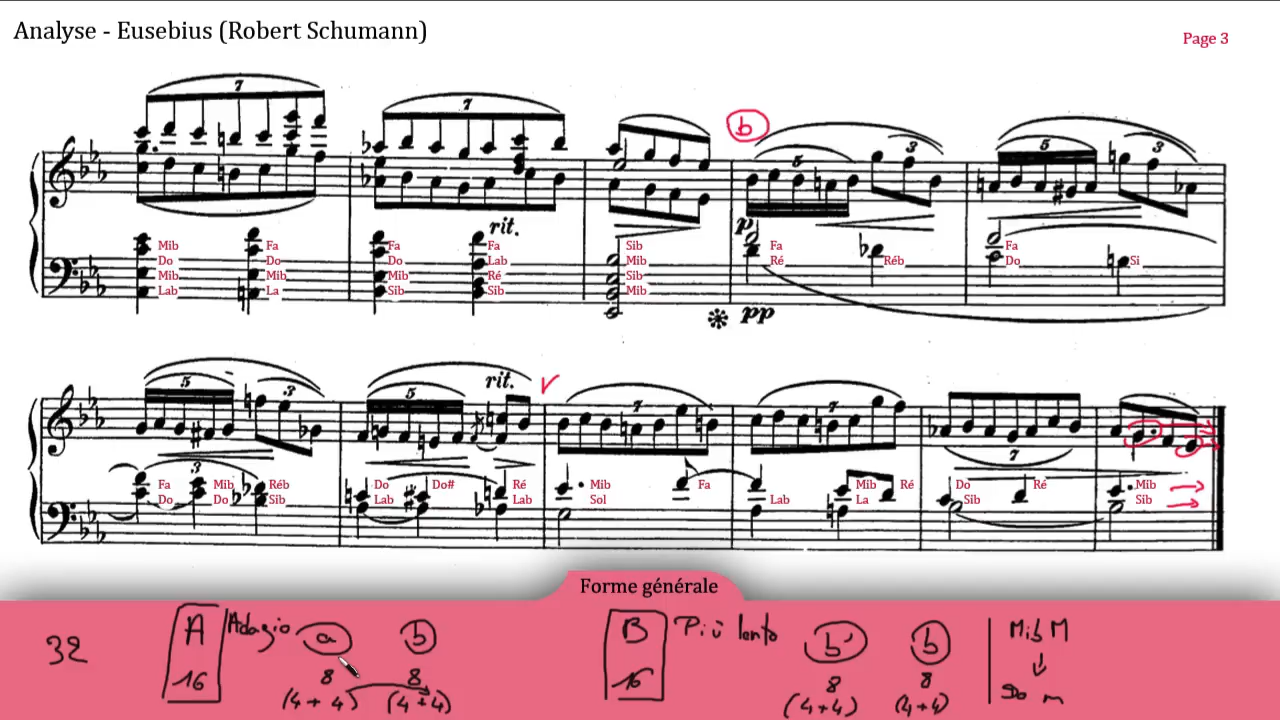 Analyse - Eusebius (Robert Schumann)
Page 3
7
7
rit.
b
5
3
5
3
p
Mib Fa Fa Fa Sib Fa Fa
Do Do Do Lab Mib Ré Réb Do Si
Mib Mib Mib Ré Sib
Lab La Sib Sib Mib
pp
5
3
5
rit.
7
7
7
3
Fa Mib Réb Do Do# Ré Mib Fa Mib Ré Do Ré Mib
Do Do Sib Lab Lab Sol Lab La Sib Sib
Forme générale
32
A Adagio a b B Più lento b' b Mib M
16 8 8 16 8 8
(4+4) (4+4) (4+4) (4+4) m